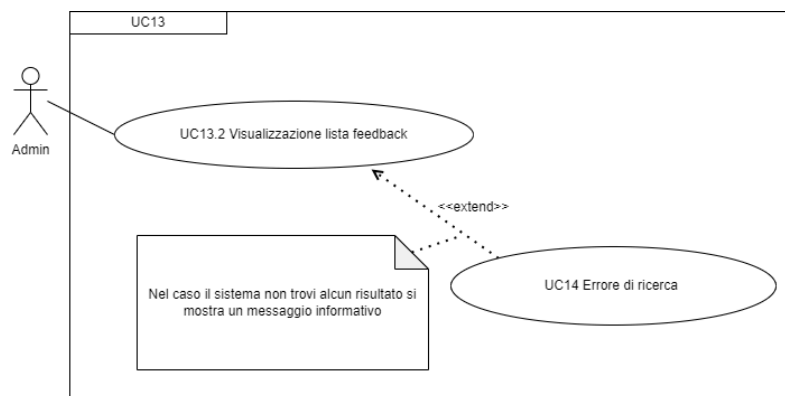 UC13
Admin
UC13.2 Visualizzazione lista feedback
<<extend>>
Nel caso il sistema non trovi alcun risultato si
mostra un messaggio informativo
UC14 Errore di ricerca